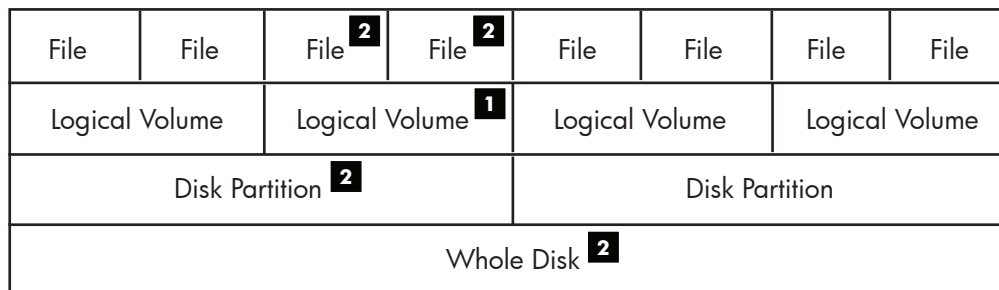 File File File 2 File 2 File File File File
Logical Volume Logical Volume 1 Logical Volume Logical Volume
Disk Partition 2 Disk Partition
Whole Disk 2